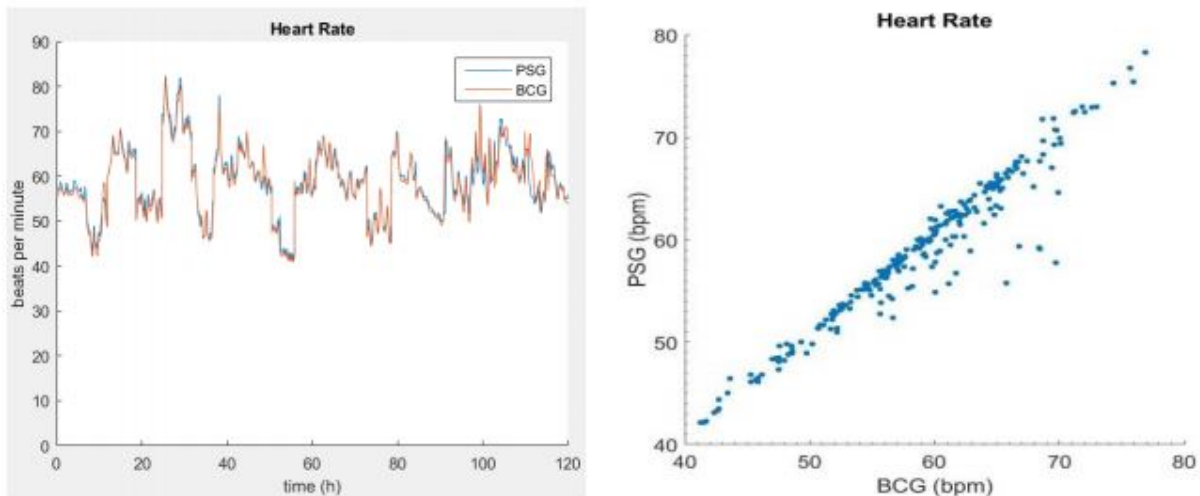 Heart Rate
90
80
70
60
50
40
30
20
10
0
beats per minute
PSG
BCG
0 20 40 60 80 100 120
time (h)
Heart Rate
80
70
60
50
40
PSG (bpm)
40 50 60 70 80
BCG (bpm)